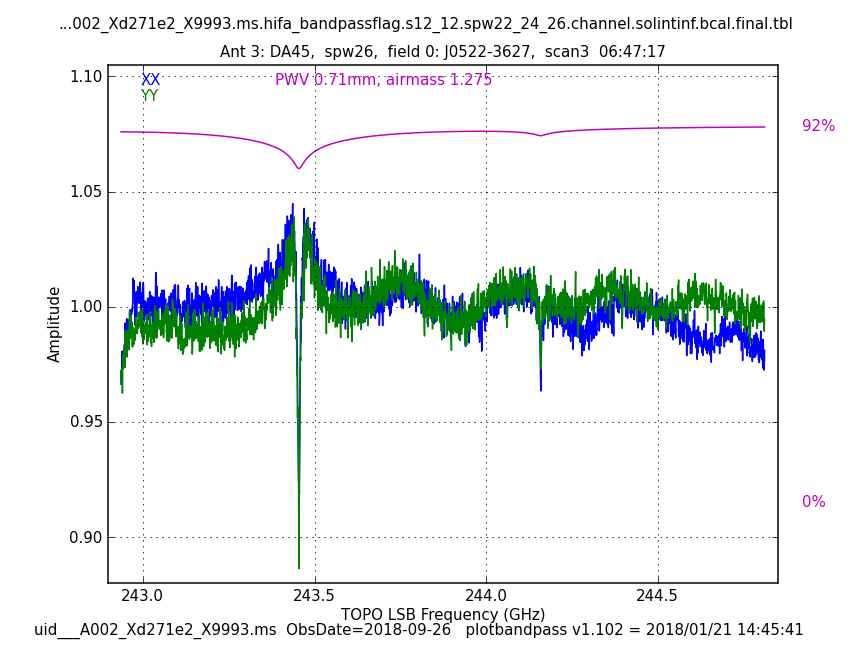 ...002_Xd271e2_X9993.ms.hifa_bandpassflag.s12_12.spw22_24_26.channel.solintinf.bcal.final.tbl
Ant 3: DA45,  spw26,  field 0: J0522-3627,  scan3  06:47:17
XX
YY
PWV 0.71mm, airmass 1.275
92%
0%
1.10
1.05
1.00
0.95
0.90
Amplitude
243.0 243.5 244.0 244.5
TOPO LSB Frequency (GHz)
uid___A002_Xd271e2_X9993.ms  ObsDate=2018-09-26   plotbandpass v1.102 = 2018/01/21 14:45:41